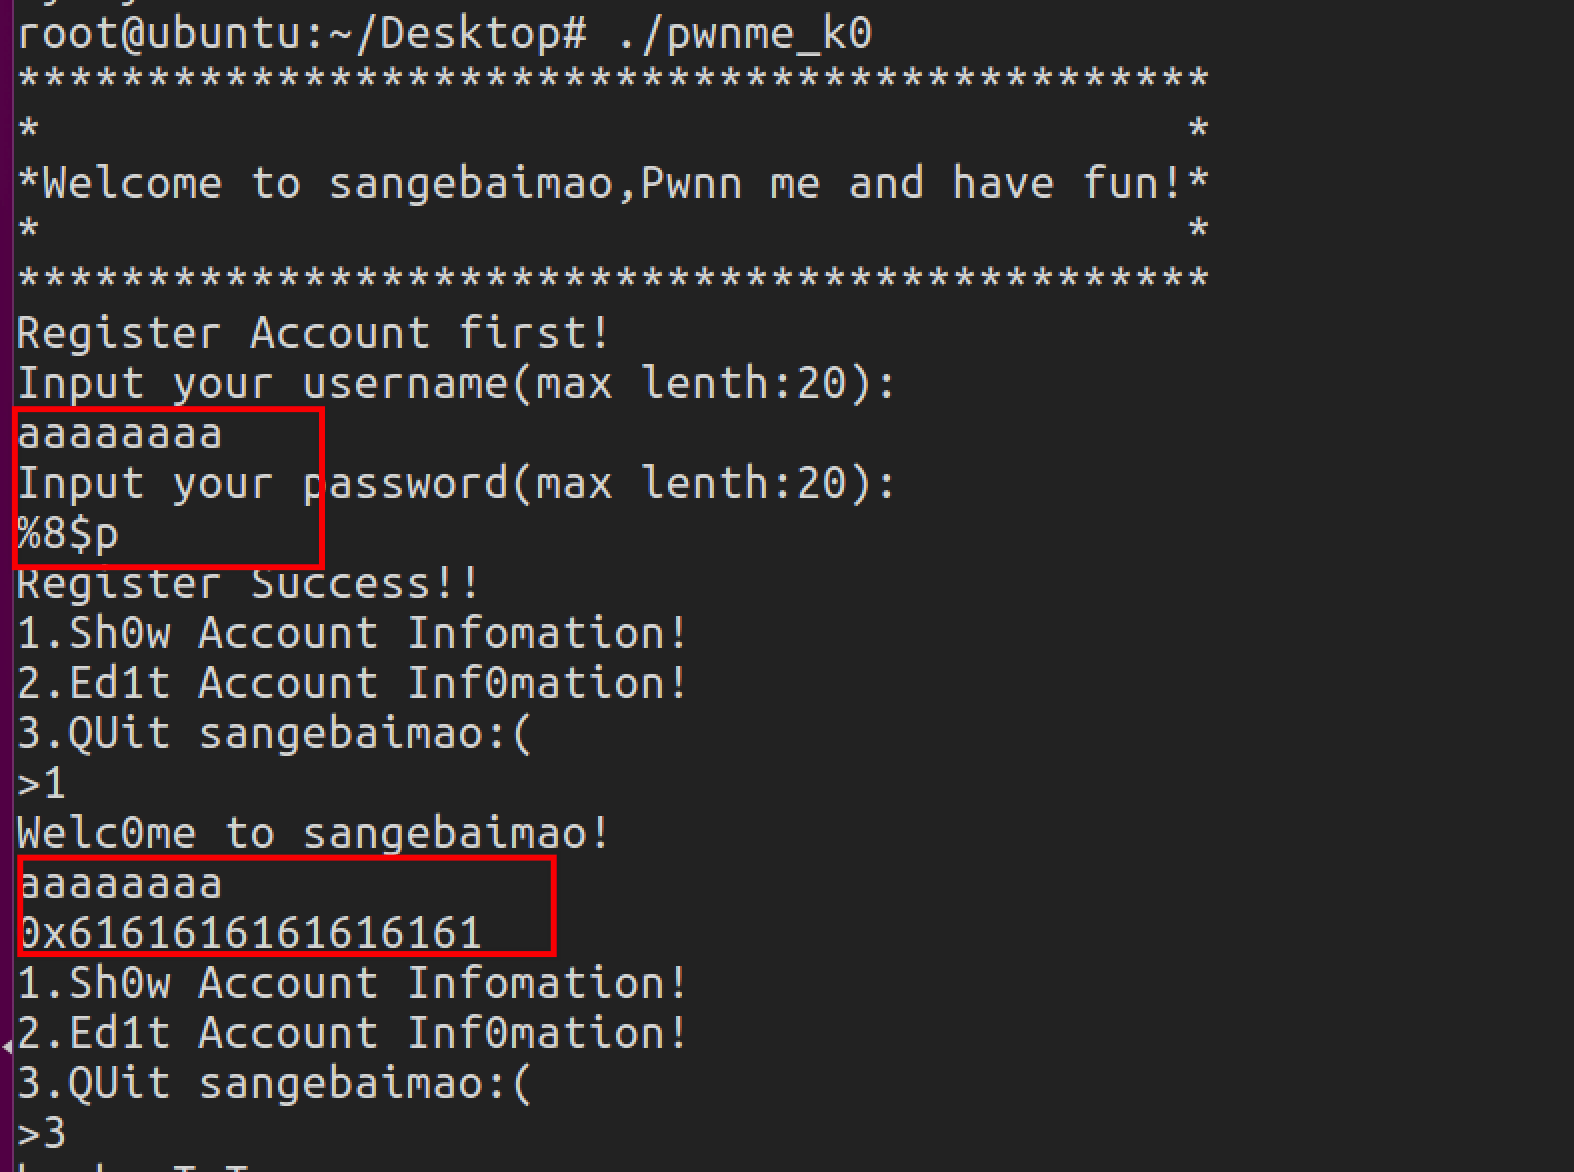 root@ubuntu:~/Desktop# ./pwnme_k0
**********************************************
*                                            *
*Welcome to sangebaimao,Pwnn me and have fun!*
*                                            *
**********************************************
Register Account first!
Input your username(max lenth:20):
aaaaaaaa
Input your password(max lenth:20):
%8$p
Register Success!!
1.Sh0w Account Infomation!
2.Ed1t Account Inf0mation!
3.QUit sangebaimao:(
>1
Welc0me to sangebaimao!
aaaaaaaa
0x6161616161616161
1.Sh0w Account Infomation!
2.Ed1t Account Inf0mation!
3.QUit sangebaimao:(
>3